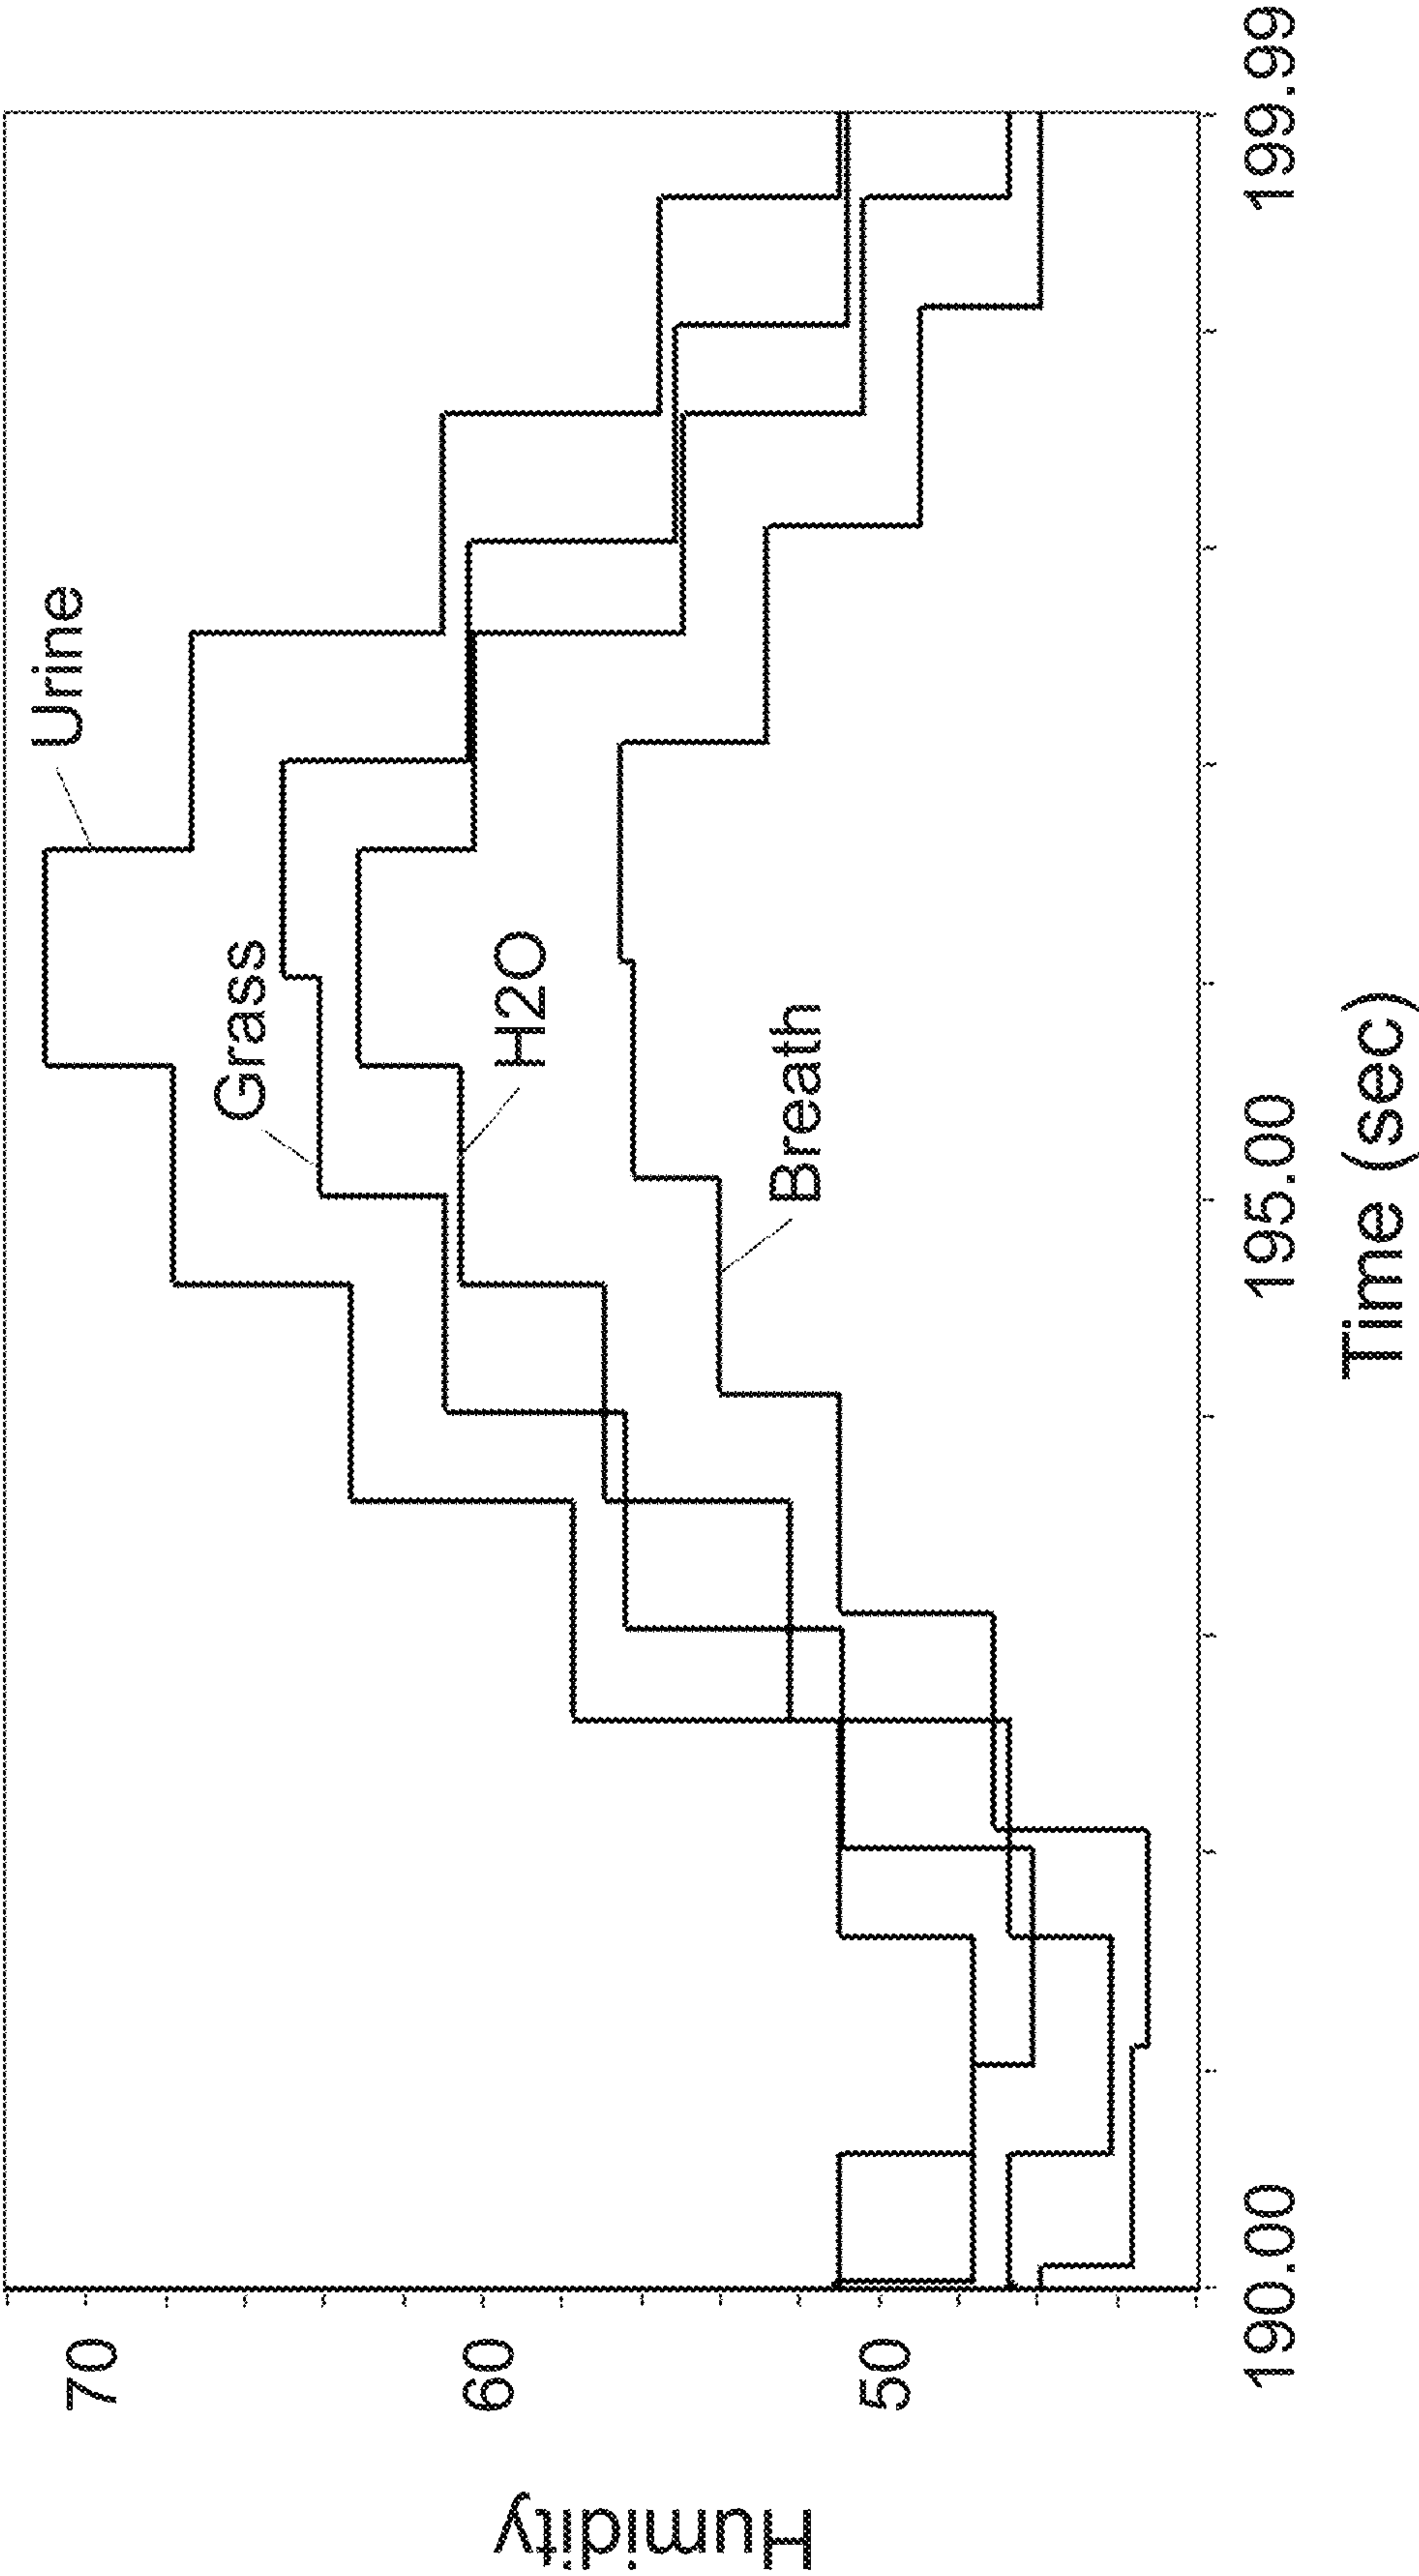 Humidity
70
60
50
Urine
Grass
H2O
Breath
190.00
195.00
199.99
Time (sec)